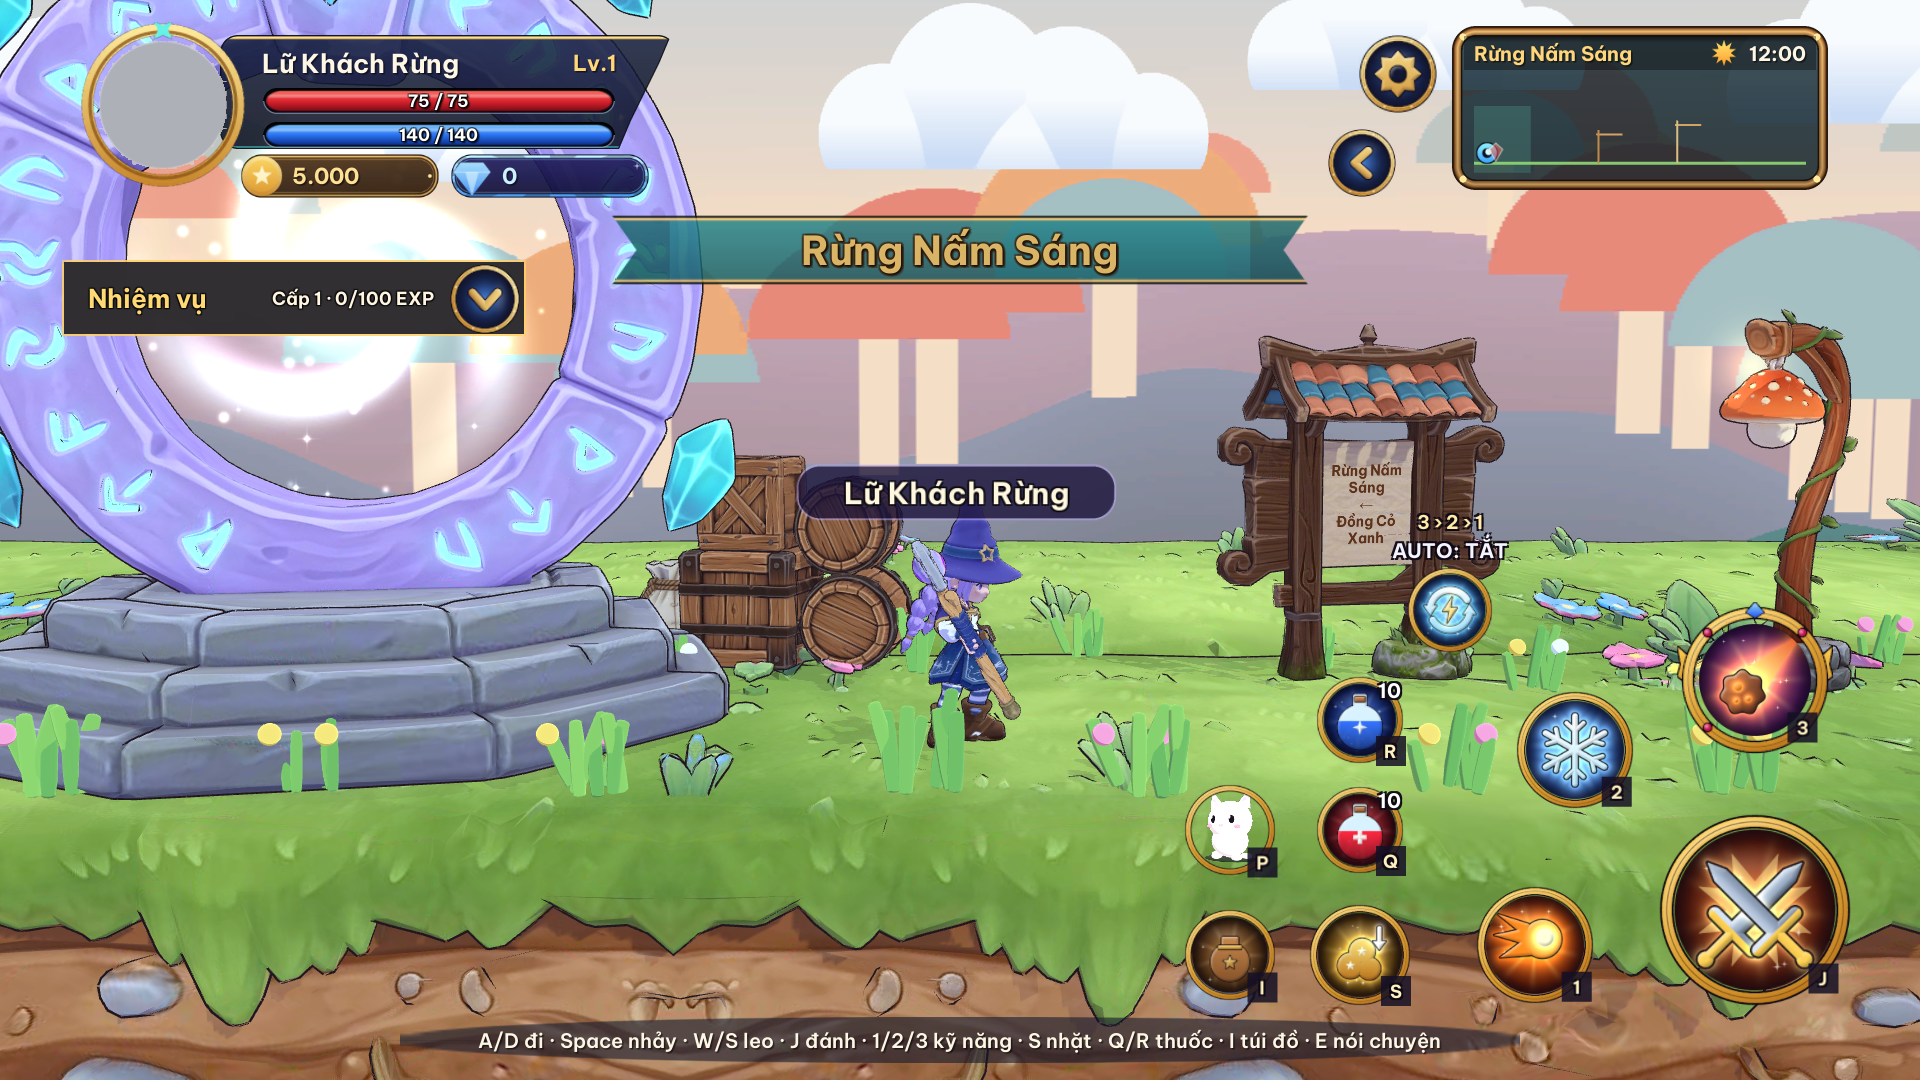 Lữ Khách Rừng
Lv.1
75 / 75
140 / 140
5.000
0
Rừng Nấm Sáng
12:00
Rừng Nấm Sáng
Nhiệm vụ
Cấp 1 · 0/100 EXP
Lữ Khách Rừng
Rừng Nấm
Sáng
←
Đồng Cỏ
Xanh
3 › 2 › 1
AUTO: TẮT
10
R
3
2
10
Q
P
I
S
1
J
A/D đi · Space nhảy · W/S leo · J đánh · 1/2/3 kỹ năng · S nhặt · Q/R thuốc · I túi đồ · E nói chuyện